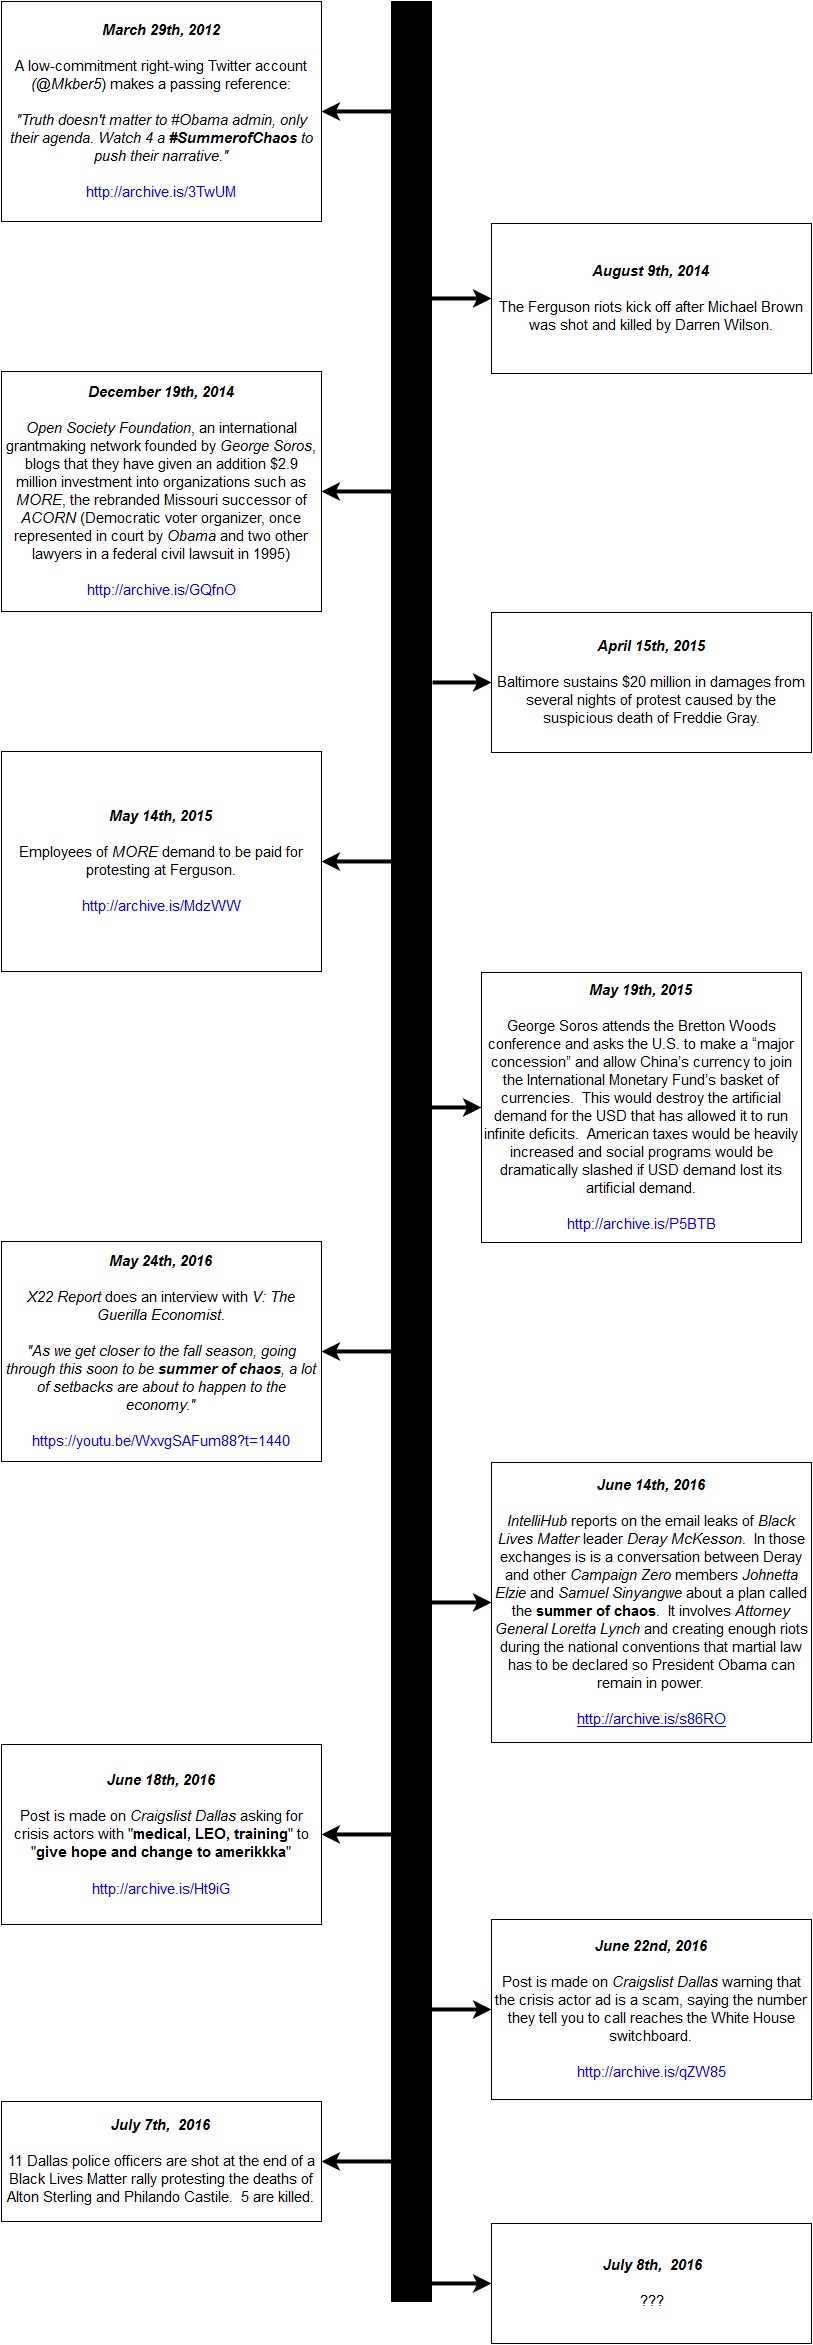 March 29th, 2012
A low-commitment right-wing Twitter account
(@Mkber5) makes a passing reference:
"Truth doesn't matter to #Obama admin, only
their agenda. Watch 4 a #SummerofChaos to
push their narrative."
http://archive.is/3TwUM
August 9th, 2014
The Ferguson riots kick off after Michael Brown
was shot and killed by Darren Wilson.
December 19th, 2014
Open Society Foundation, an international
grantmaking network founded by George Soros,
blogs that they have given an addition $2.9
million investment into organizations such as
MORE, the rebranded Missouri successor of
ACORN (Democratic voter organizer, once
represented in court by Obama and two other
lawyers in a federal civil lawsuit in 1995)
http://archive.is/GQfnO
April 15th, 2015
Baltimore sustains $20 million in damages from
several nights of protest caused by the
suspicious death of Freddie Gray.
May 14th, 2015
Employees of MORE demand to be paid for
protesting at Ferguson.
http://archive.is/MdzWW
May 19th, 2015
George Soros attends the Bretton Woods
conference and asks the U.S. to make a “major
concession” and allow China’s currency to join
the International Monetary Fund’s basket of
currencies.  This would destroy the artificial
demand for the USD that has allowed it to run
infinite deficits.  American taxes would be heavily
increased and social programs would be
dramatically slashed if USD demand lost its
artificial demand.
http://archive.is/P5BTB
May 24th, 2016
X22 Report does an interview with V: The
Guerilla Economist.
"As we get closer to the fall season, going
through this soon to be summer of chaos, a lot
of setbacks are about to happen to the
economy."
https://youtu.be/WxvgSAFum88?t=1440
June 14th, 2016
IntelliHub reports on the email leaks of Black
Lives Matter leader Deray McKesson.  In those
exchanges is is a conversation between Deray
and other Campaign Zero members Johnetta
Elzie and Samuel Sinyangwe about a plan called
the summer of chaos.  It involves Attorney
General Loretta Lynch and creating enough riots
during the national conventions that martial law
has to be declared so President Obama can
remain in power.
http://archive.is/s86RO
June 18th, 2016
Post is made on Craigslist Dallas asking for
crisis actors with "medical, LEO, training" to
"give hope and change to amerikkka"
http://archive.is/Ht9iG
June 22nd, 2016
Post is made on Craigslist Dallas warning that
the crisis actor ad is a scam, saying the number
they tell you to call reaches the White House
switchboard.
http://archive.is/qZW85
July 7th,  2016
11 Dallas police officers are shot at the end of a
Black Lives Matter rally protesting the deaths of
Alton Sterling and Philando Castile.  5 are killed.
July 8th,  2016
???